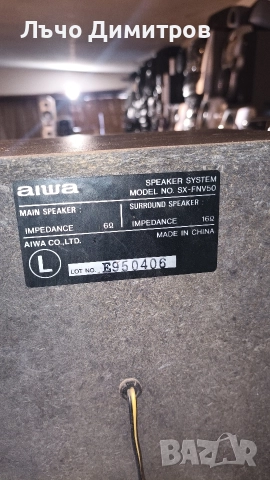 Лъчо Димитров
aiwa
SPEAKER SYSTEM
MODEL NO. SX-FNV50
MAIN SPEAKER :
IMPEDANCE 6Ω
SURROUND SPEAKER
IMPEDANCE 16Ω
AIWA CO.,LTD.
MADE IN CHINA
L
LOT NO. E950406
BAZAR